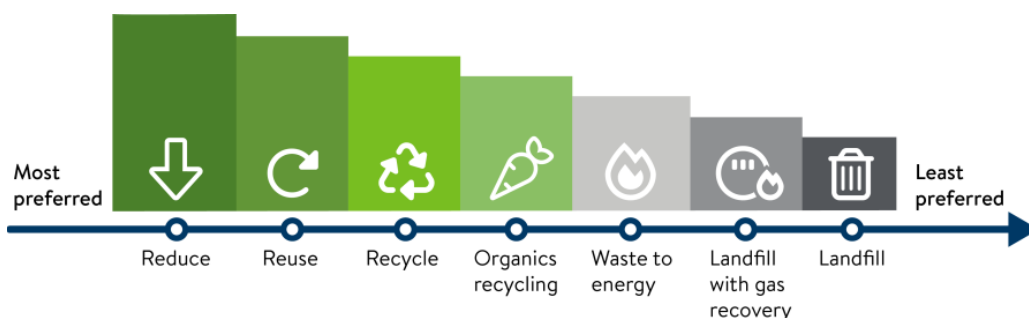 Most
preferred
Least
preferred
Reduce
Reuse
Recycle
Organics
recycling
Waste to
energy
Landfill
with gas
recovery
Landfill